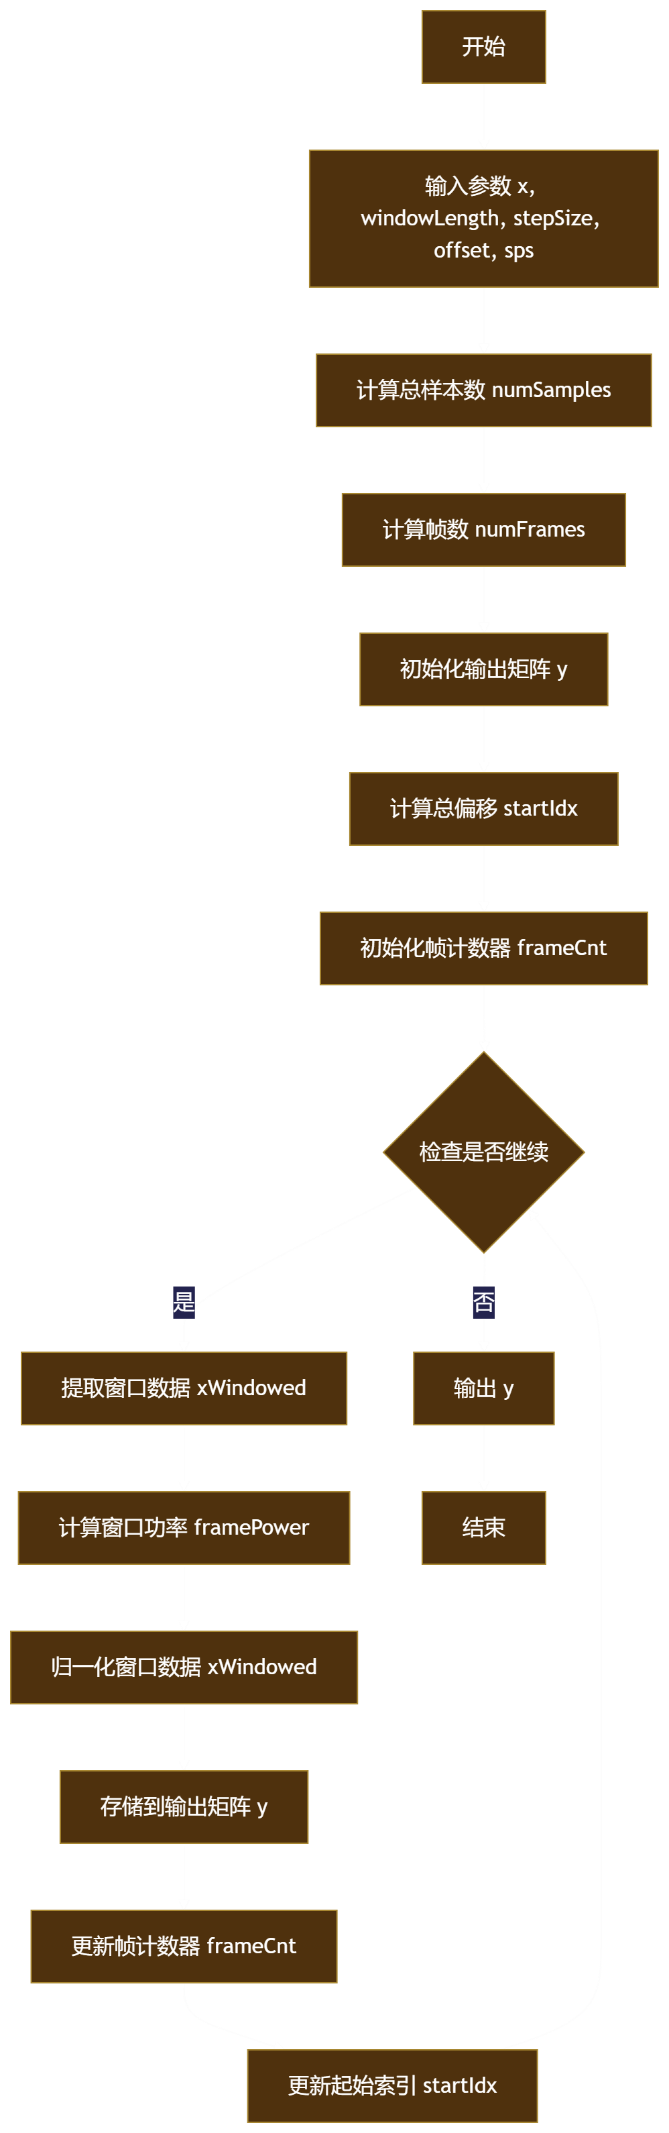 开始
输入参数 x,
windowLength, stepSize,
offset, sps
计算总样本数 numSamples
计算帧数 numFrames
初始化输出矩阵 y
计算总偏移 startIdx
初始化帧计数器 frameCnt
检查是否继续
是
否
提取窗口数据 xWindowed
输出 y
计算窗口功率 framePower
结束
归一化窗口数据 xWindowed
存储到输出矩阵 y
更新帧计数器 frameCnt
更新起始索引 startIdx